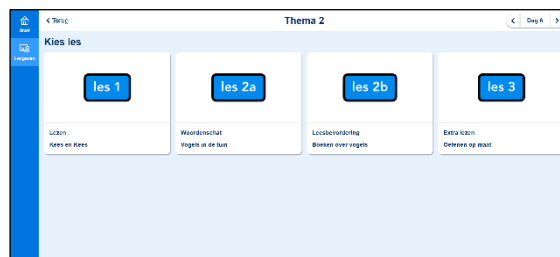 < Terug
Thema 2
< Dag 6 >
Start
Lesgeven
Kies les
les 1
les 2a
les 2b
les 3
Lezen
Kees en Kees
Woordenschat
Vogels in de tuin
Leesbevordering
Boeken over vogels
Extra lezen
Oefenen op maat